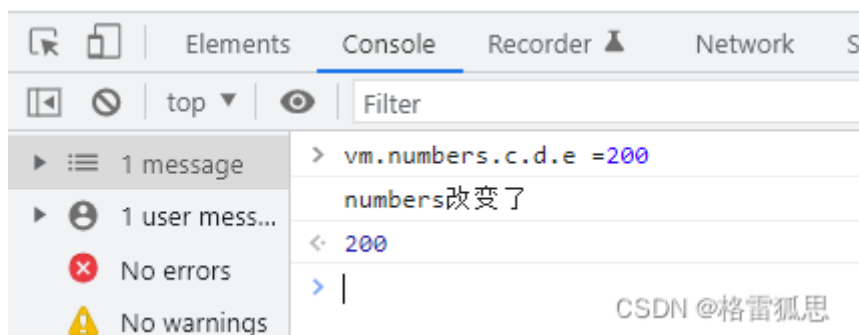 Elements Console Recorder Network S
top Filter
1 message
1 user mess...
No errors
No warnings
vm.numbers.c.d.e =200
numbers改变了
200
CSDN @格雷狐思